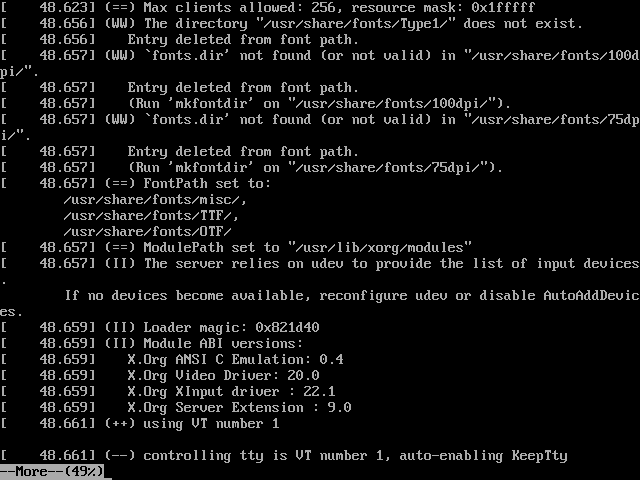 [    48.623] (==) Max clients allowed: 256, resource mask: 0x1fffff
[    48.656] (WW) The directory "/usr/share/fonts/Type1/" does not exist.
[    48.656]    Entry deleted from font path.
[    48.657] (WW) `fonts.dir' not found (or not valid) in "/usr/share/fonts/100d
pi/".
[    48.657]    Entry deleted from font path.
[    48.657]    (Run 'mkfontdir' on "/usr/share/fonts/100dpi/").
[    48.657] (WW) `fonts.dir' not found (or not valid) in "/usr/share/fonts/75dp
i/".
[    48.657]    Entry deleted from font path.
[    48.657]    (Run 'mkfontdir' on "/usr/share/fonts/75dpi/").
[    48.657] (==) FontPath set to:
        /usr/share/fonts/misc/,
        /usr/share/fonts/TTF/,
        /usr/share/fonts/OTF/
[    48.657] (==) ModulePath set to "/usr/lib/xorg/modules"
[    48.657] (II) The server relies on udev to provide the list of input devices
.
        If no devices become available, reconfigure udev or disable AutoAddDevic
es.
[    48.659] (II) Loader magic: 0x821d40
[    48.659] (II) Module ABI versions:
[    48.659]    X.Org ANSI C Emulation: 0.4
[    48.659]    X.Org Video Driver: 20.0
[    48.659]    X.Org XInput driver : 22.1
[    48.659]    X.Org Server Extension : 9.0
[    48.661] (++) using VT number 1

[    48.661] (--) controlling tty is VT number 1, auto-enabling KeepTty
--More--(49%)